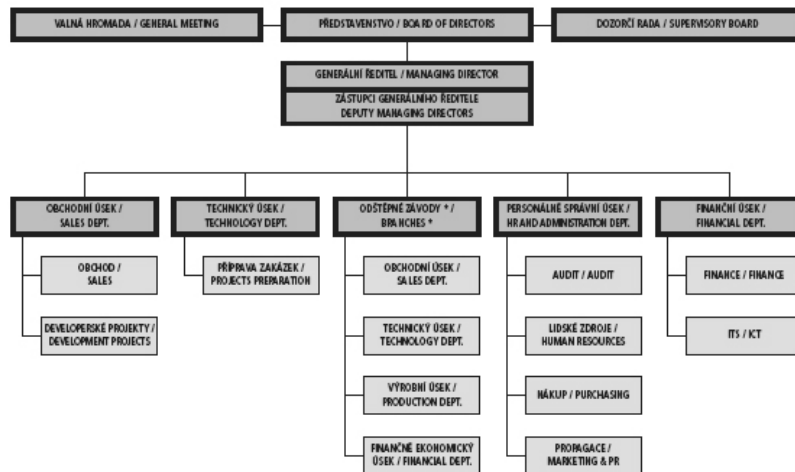 VALNÁ HROMADA / GENERAL MEETING
PŘEDSTAVENSTVO / BOARD OF DIRECTORS
DOZORČÍ RADA / SUPERVISORY BOARD
GENERÁLNÍ ŘEDITEL / MANAGING DIRECTOR
ZÁSTUPCI GENERÁLNÍHO ŘEDITELE
DEPUTY MANAGING DIRECTORS
OBCHODNÍ ÚSEK /
SALES DEPT.
OBCHOD /
SALES
DEVELOPERSKÉ PROJEKTY /
DEVELOPMENT PROJECTS
TECHNICKÝ ÚSEK /
TECHNOLOGY DEPT.
PŘÍPRAVA ZAKÁZEK /
PROJECTS PREPARATION
ODŠTĚPNÉ ZÁVODY * /
BRANCHES *
OBCHODNÍ ÚSEK /
SALES DEPT.
TECHNICKÝ ÚSEK /
TECHNOLOGY DEPT.
VÝROBNÍ ÚSEK /
PRODUCTION DEPT.
FINANČNĚ EKONOMICKÝ
ÚSEK / FINANCIAL DEPT.
PERSONÁLNĚ SPRÁVNÍ ÚSEK /
HR AND ADMINISTRATION DEPT.
AUDIT / AUDIT
LIDSKÉ ZDROJE /
HUMAN RESOURCES
NÁKUP / PURCHASING
PROPAGACE /
MARKETING & PR
FINANČNÍ ÚSEK /
FINANCIAL DEPT.
FINANCE / FINANCE
ITS / ICT